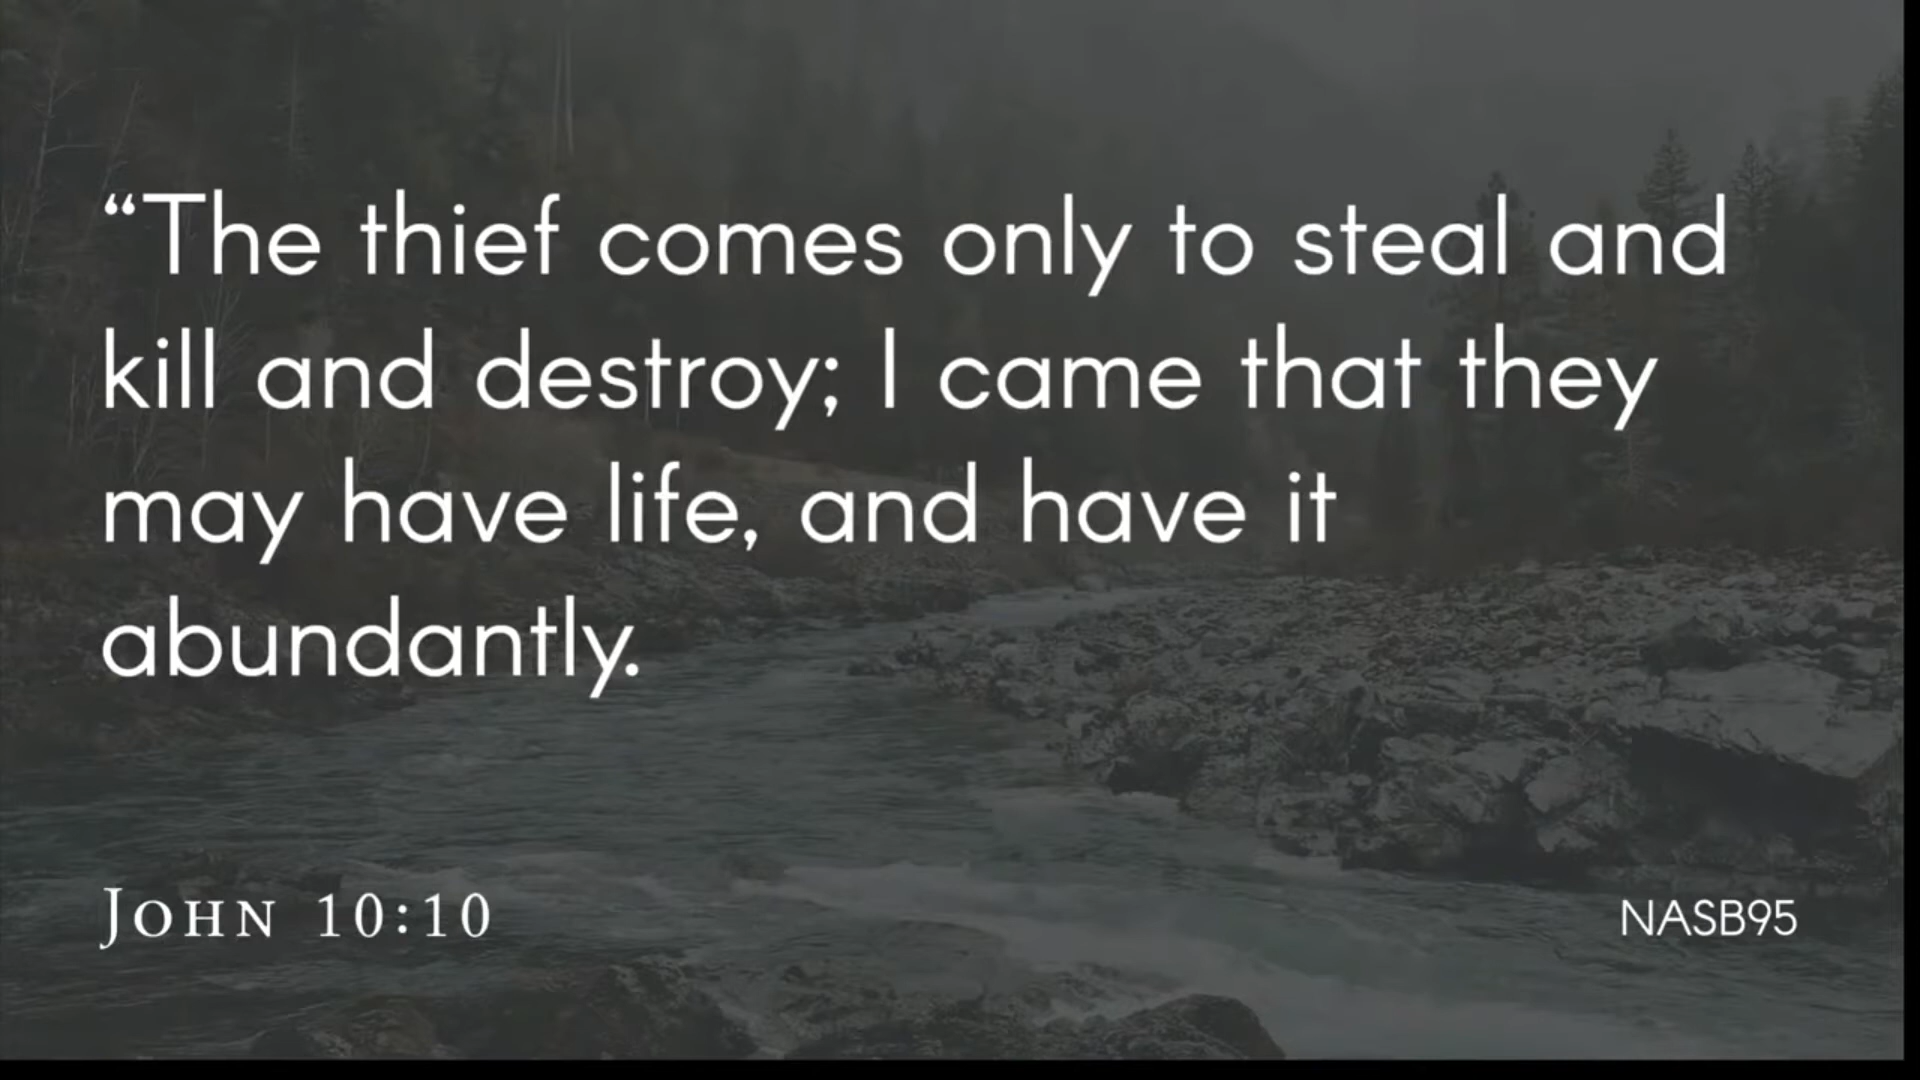 “The thief comes only to steal and
kill and destroy; I came that they
may have life, and have it
abundantly.
John 10:10
NASB95